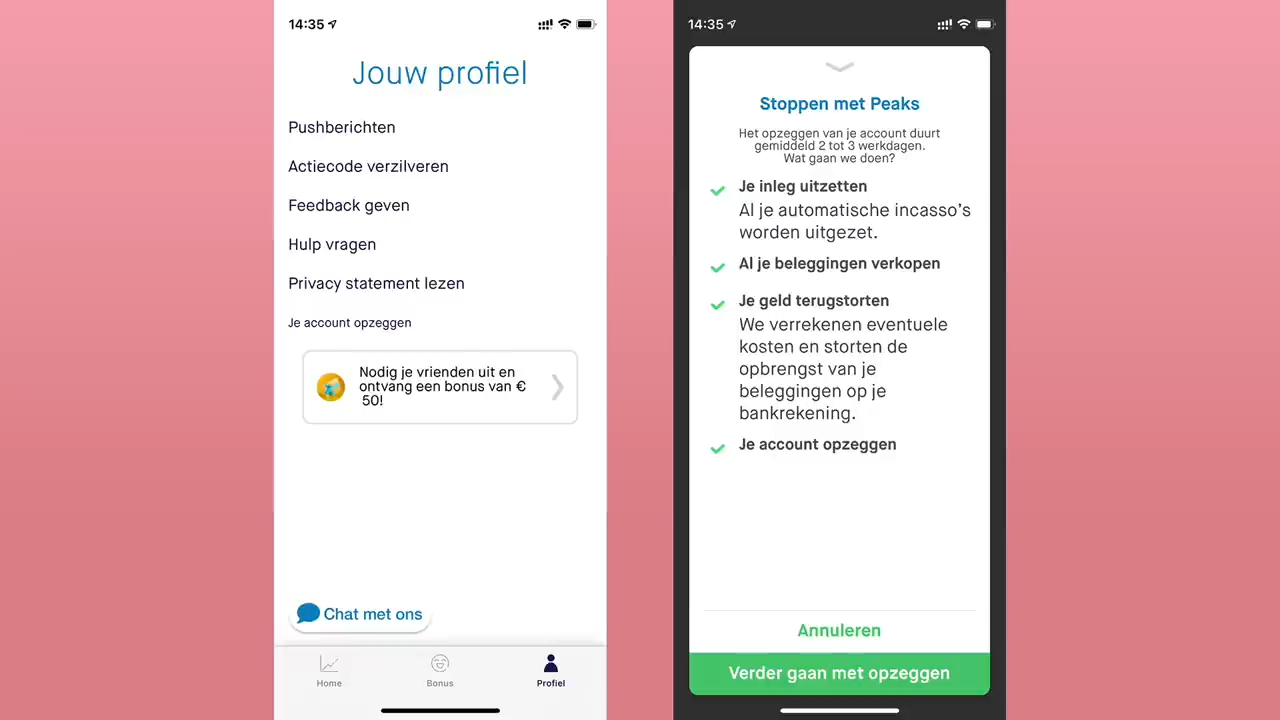 14:35
Jouw profiel
Pushberichten
Actiecode verzilveren
Feedback geven
Hulp vragen
Privacy statement lezen
Je account opzeggen
Nodig je vrienden uit en
ontvang een bonus van €
50!
Chat met ons
Home
Bonus
Profiel
14:35
Stoppen met Peaks
Het opzeggen van je account duurt
gemiddeld 2 tot 3 werkdagen.
Wat gaan we doen?
Je inleg uitzetten
Al je automatische incasso's
worden uitgezet.
Al je beleggingen verkopen
Je geld terugstorten
We verrekenen eventuele
kosten en storten de
opbrengst van je
beleggingen op je
bankrekening.
Je account opzeggen
Annuleren
Verder gaan met opzeggen